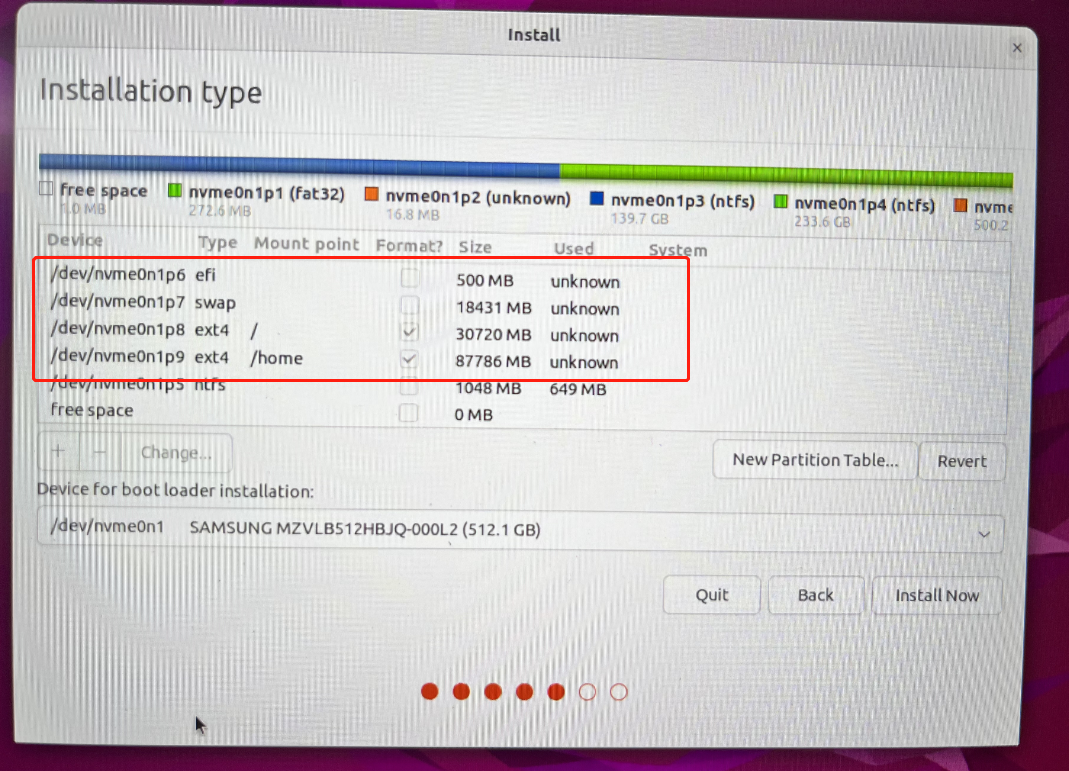 Install
Installation type
free space nvme0n1p1 (fat32) nvme0n1p2 (unknown) nvme0n1p3 (ntfs) nvme0n1p4 (ntfs) nvme
1.0 MB 272.6 MB 16.8 MB 139.7 GB 233.6 GB 500.2
Device Type Mount point Format? Size Used System
/dev/nvme0n1p6 efi 500 MB unknown
/dev/nvme0n1p7 swap 18431 MB unknown
/dev/nvme0n1p8 ext4 / 30720 MB unknown
/dev/nvme0n1p9 ext4 /home 87786 MB unknown
/dev/nvme0n1p5 ntfs 1048 MB 649 MB
free space 0 MB
+ − Change...
New Partition Table... Revert
Device for boot loader installation:
/dev/nvme0n1 SAMSUNG MZVLB512HBJQ-000L2 (512.1 GB)
Quit Back Install Now